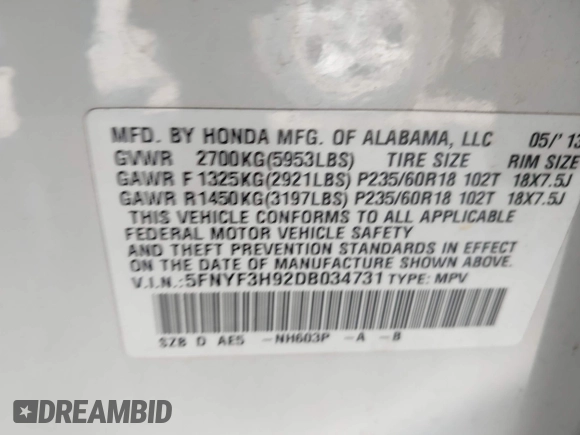 MFD. BY HONDA MFG. OF ALABAMA, LLC 05/'13
GVWR 2700KG(5953LBS) TIRE SIZE RIM SIZE
GAWR F 1325KG(2921LBS) P235/60R18 102T 18X7.5J
GAWR R1450KG(3197LBS) P235/60R18 102T 18X7.5J
THIS VEHICLE CONFORMS TO ALL APPLICABLE
FEDERAL MOTOR VEHICLE SAFETY
AND THEFT PREVENTION STANDARDS IN EFFECT
ON THE DATE OF MANUFACTURE SHOWN ABOVE.
V.I.N.:5FNYF3H92DB034731 TYPE: MPV
SZB D AE5 -NH603P -A -B
DREAMBID